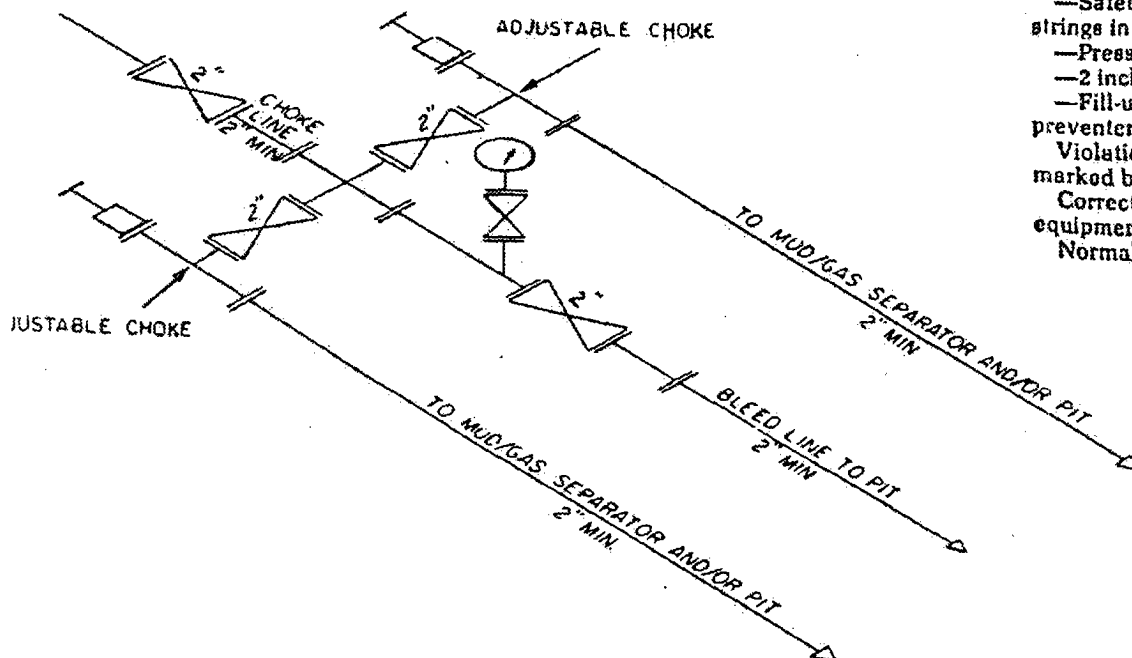 ADJUSTABLE CHOKE
2"
CHOKE
LINE
2" MIN
2"
2"
JUSTABLE CHOKE
2"
TO MUD/GAS SEPARATOR AND/OR PIT
2" MIN
BLEED LINE TO PIT
2" MIN
TO MUD/GAS SEPARATOR AND/OR PIT
2" MIN.
—Safet
strings in
—Press
—2 incl
—Fill-u
preventer
Violatio
marked b
Correct
equipmen
Normal